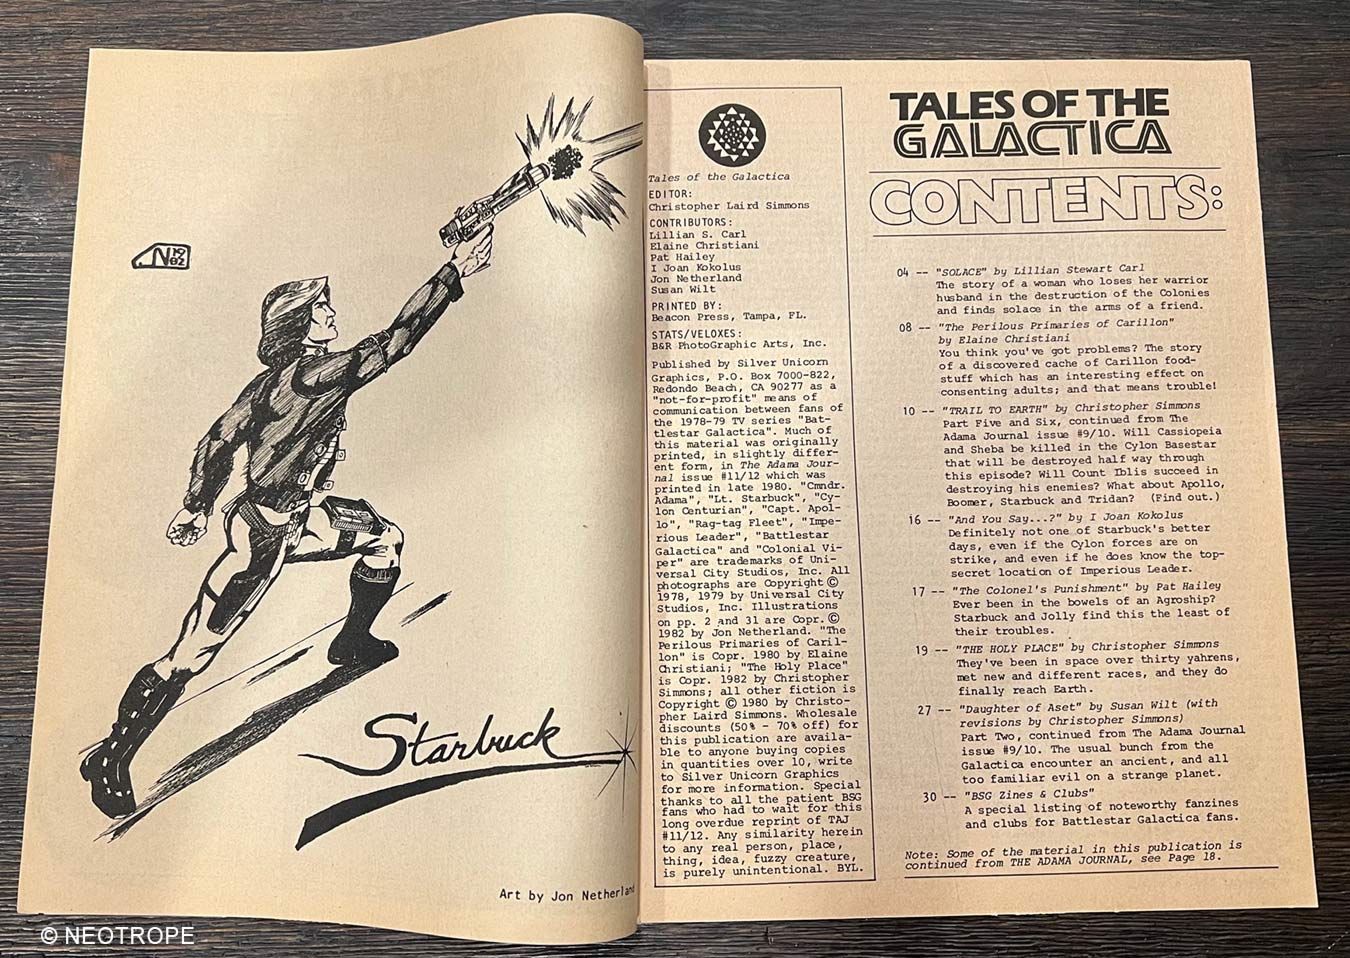 N 19
82
Starbuck
Art by Jon Netherland
Tales of the Galactica
EDITOR:
Christopher Laird Simmons
CONTRIBUTORS:
Lillian S. Carl
Elaine Christiani
Pat Hailey
I Joan Kokolus
Jon Netherland
Susan Wilt
PRINTED BY:
Beacon Press, Tampa, FL.
STATS/VELOXES:
B&R PhotoGraphic Arts, Inc.
Published by Silver Unicorn
Graphics, P.O. Box 7000-822,
Redondo Beach, CA 90277 as a
"not-for-profit" means of
communication between fans of
the 1978-79 TV series "Bat-
tlestar Galactica". Much of
this material was originally
printed, in slightly differ-
ent form, in The Adama Jour-
nal issue #11/12 which was
printed in late 1980. "Cmndr.
Adama", "Lt. Starbuck", "Cy-
lon Centurian", "Capt. Apol-
lo", "Rag-tag Fleet", "Impe-
rious Leader", "Battlestar
Galactica" and "Colonial Vi-
per" are trademarks of Uni-
versal City Studios, Inc. All
photographs are Copyright ©
1978, 1979 by Universal City
Studios, Inc. Illustrations
on pp. 2 and 31 are Copr. ©
1982 by Jon Netherland. "The
Perilous Primaries of Caril-
lon" is Copr. 1980 by Elaine
Christiani; "The Holy Place"
is Copr. 1982 by Christopher
Simmons; all other fiction is
Copyright © 1980 by Christo-
pher Laird Simmons. Wholesale
discounts (50% - 70% off) for
this publication are availa-
ble to anyone buying copies
in quantities over 10, write
to Silver Unicorn Graphics
for more information. Special
thanks to all the patient BSG
fans who had to wait for this
long overdue reprint of TAJ
#11/12. Any similarity herein
to any real person, place,
thing, idea, fuzzy creature,
is purely unintentional. BYL.
TALES OF THE
GALACTICA
CONTENTS:
04 -- "SOLACE" by Lillian Stewart Carl
The story of a woman who loses her warrior
husband in the destruction of the Colonies
and finds solace in the arms of a friend.
08 -- "The Perilous Primaries of Carillon"
by Elaine Christiani
You think you've got problems? The story
of a discovered cache of Carillon food-
stuff which has an interesting effect on
consenting adults; and that means trouble!
10 -- "TRAIL TO EARTH" by Christopher Simmons
Part Five and Six, continued from The
Adama Journal issue #9/10. Will Cassiopeia
and Sheba be killed in the Cylon Basestar
that will be destroyed half way through
this episode? Will Count Iblis succeed in
destroying his enemies? What about Apollo,
Boomer, Starbuck and Tridan? (Find out.)
16 -- "And You Say...?" by I Joan Kokolus
Definitely not one of Starbuck's better
days, even if the Cylon forces are on
strike, and even if he does know the top-
secret location of Imperious Leader.
17 -- "The Colonel's Punishment" by Pat Hailey
Ever been in the bowels of an Agroship?
Starbuck and Jolly find this the least of
their troubles.
19 -- "THE HOLY PLACE" by Christopher Simmons
They've been in space over thirty yahrens,
met new and different races, and they do
finally reach Earth.
27 -- "Daughter of Aset" by Susan Wilt (with
revisions by Christopher Simmons)
Part Two, continued from The Adama Journal
issue #9/10. The usual bunch from the
Galactica encounter an ancient, and all
too familiar evil on a strange planet.
30 -- "BSG Zines & Clubs"
A special listing of noteworthy fanzines
and clubs for Battlestar Galactica fans.
Note: Some of the material in this publication is
continued from THE ADAMA JOURNAL, see Page 18.
© NEOTROPE